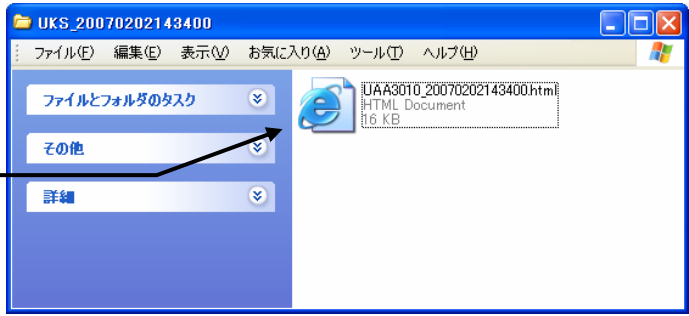 UKS_20070202143400
ファイル(F) 編集(E) 表示(V) お気に入り(A) ツール(T) ヘルプ(H)
ファイルとフォルダのタスク
その他
詳細
UAA3010_20070202143400.html
HTML Document
16 KB